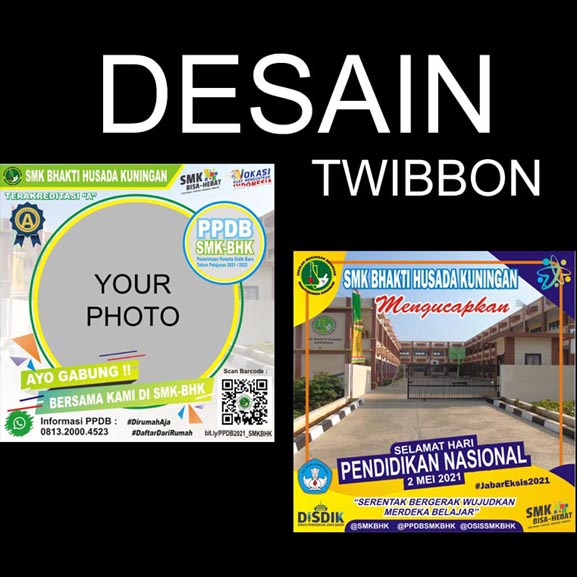 DESAIN
TWIBBON
SMK BHAKTI HUSADA KUNINGAN
TERAKREDITASI "A"
SMK
BISA-HEBAT
VOKASI
INDONESIA
A
PPDB
SMK-BHK
Penerimaan Peserta Didik Baru
Tahun Pelajaran 2021 / 2022
YOUR
PHOTO
AYO GABUNG !!
BERSAMA KAMI DI SMK-BHK
Scan Barcode :
Informasi PPDB :
0813.2000.4523
#DirumahAja
#DaftarDariRumah
bit.ly/PPDB2021_SMKBHK
SMK BHAKTI HUSADA KUNINGAN
Mengucapkan
SELAMAT HARI
PENDIDIKAN NASIONAL
2 MEI 2021
#JabarEksis2021
"SERENTAK BERGERAK WUJUDKAN
MERDEKA BELAJAR"
DISDIK
@SMKBHK @PPDBSMKBHK @OSISSMKBHK
SMK
BISA-HEBAT